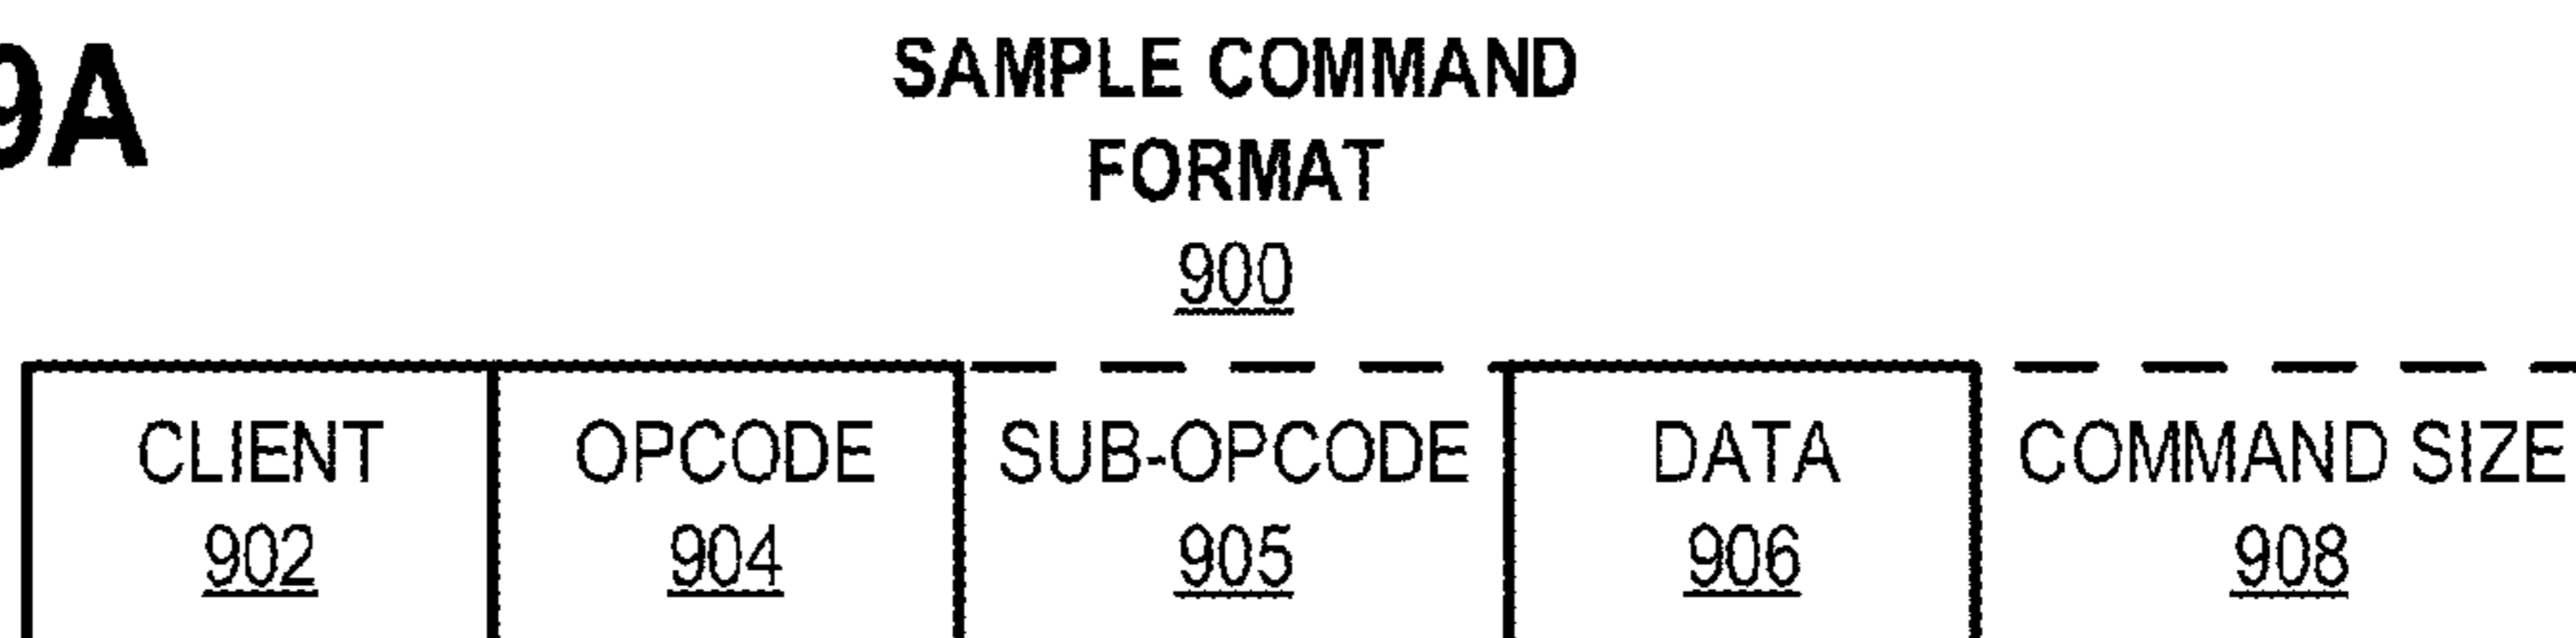 9A
SAMPLE COMMAND
FORMAT
900
CLIENT OPCODE SUB-OPCODE DATA COMMAND SIZE
902 904 905 906 908